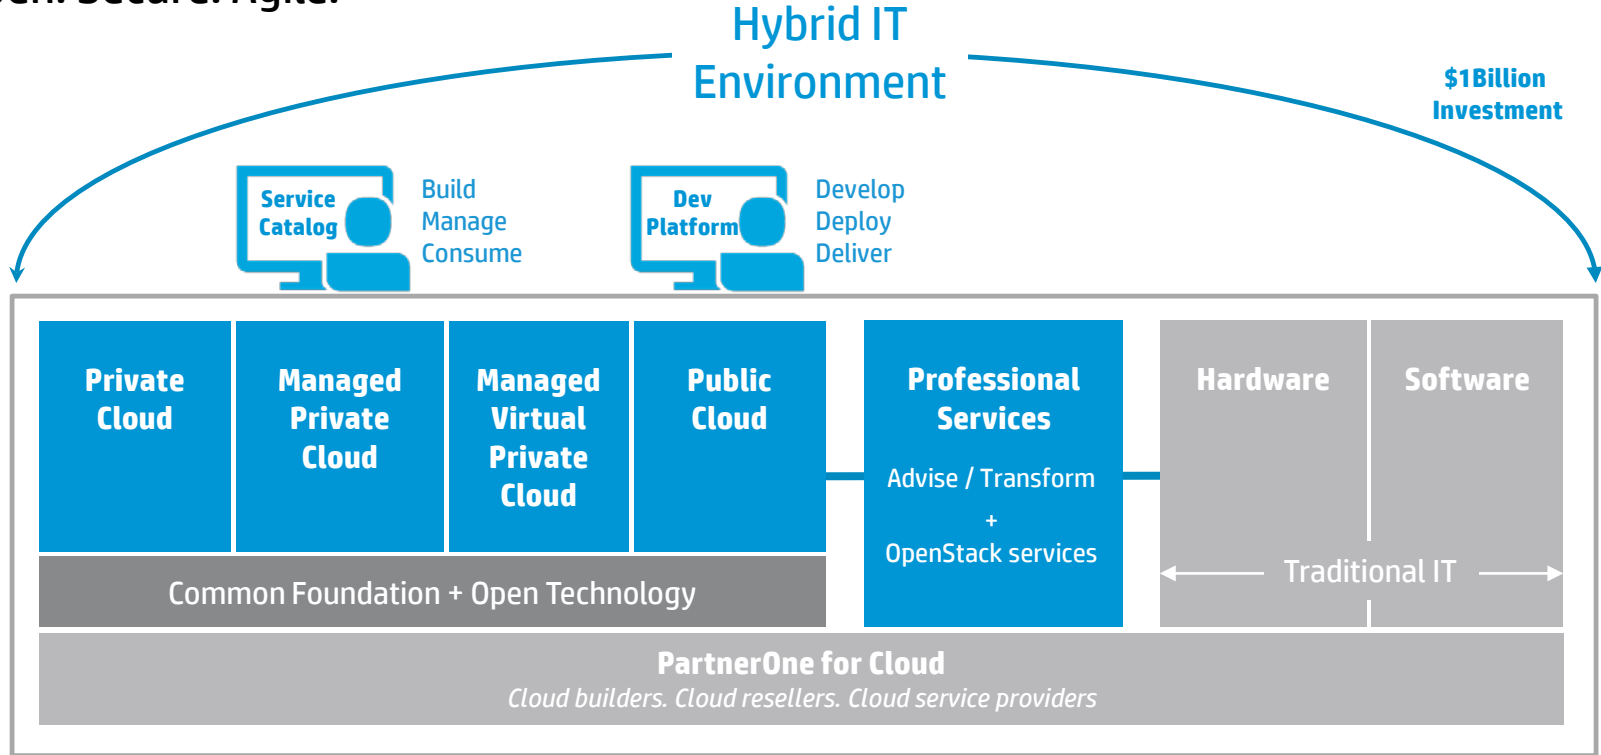 Secure. Agile.
Hybrid IT
Environment
$1Billion
Investment
Service
Catalog
Build
Manage
Consume
Dev
Platform
Develop
Deploy
Deliver
Private
Cloud
Managed
Private
Cloud
Managed
Virtual
Private
Cloud
Public
Cloud
Professional
Services
Advise / Transform
+
OpenStack services
Hardware
Software
Traditional IT
Common Foundation + Open Technology
PartnerOne for Cloud
Cloud builders. Cloud resellers. Cloud service providers